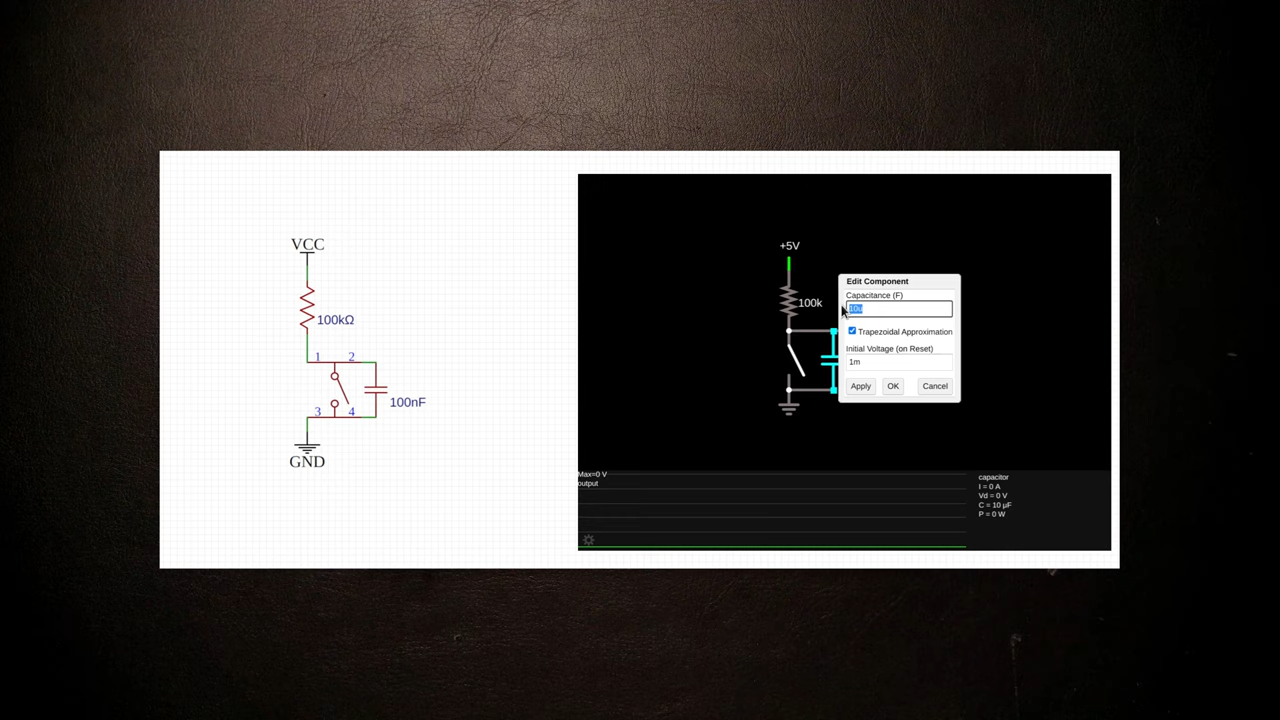 VCC
100kΩ
1 2
3 4
100nF
GND
+5V
100k
Edit Component
Capacitance (F)
10u
Trapezoidal Approximation
Initial Voltage (on Reset)
1m
Apply OK Cancel
Max=0 V
output
capacitor
I = 0 A
Vd = 0 V
C = 10 μF
P = 0 W